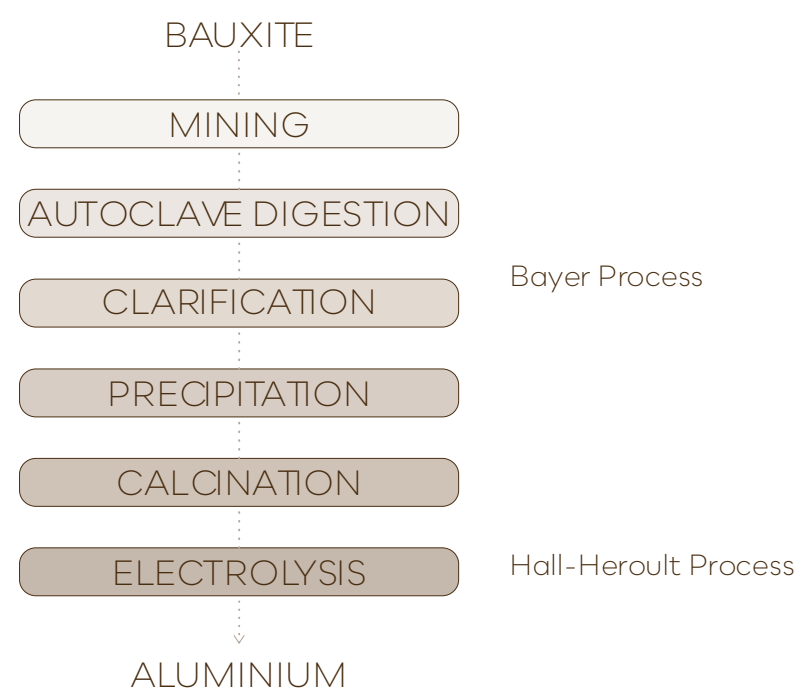 BAUXITE
MINING
AUTOCLAVE DIGESTION
Bayer Process
CLARIFICATION
PRECIPITATION
CALCINATION
ELECTROLYSIS
Hall-Heroult Process
ALUMINIUM